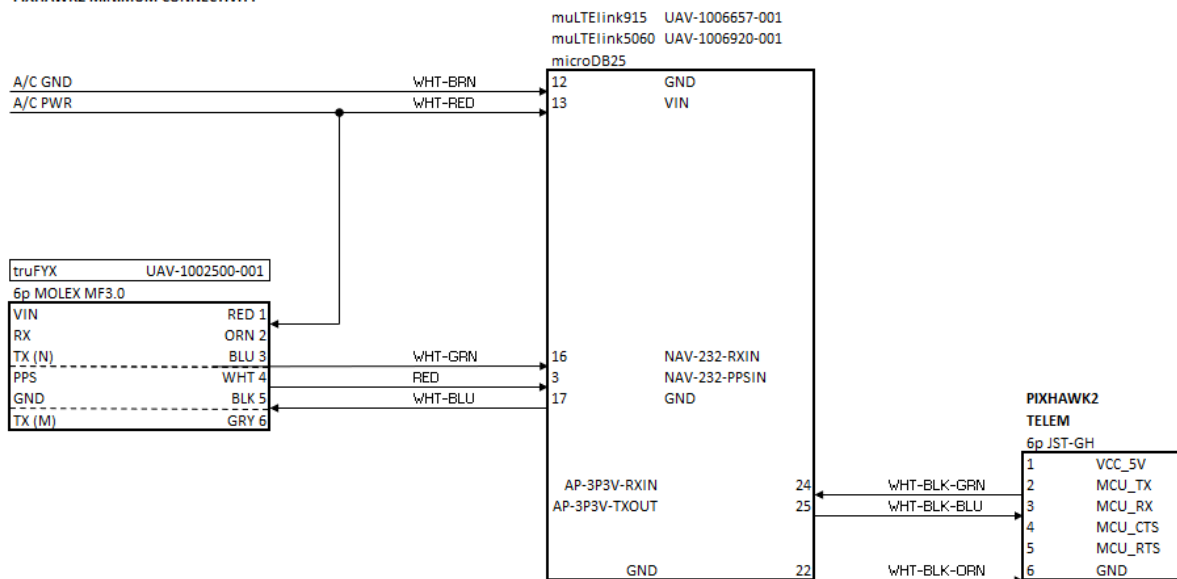 PIXHAWK2 MINIMUM CONNECTIVITY
muLTElink915 UAV-1006657-001
muLTElink5060 UAV-1006920-001
microDB25
A/C GND WHT-BRN 12 GND
A/C PWR WHT-RED 13 VIN
truFYX UAV-1002500-001
6p MOLEX MF3.0
VIN RED 1
RX ORN 2
TX (N) BLU 3 WHT-GRN 16 NAV-232-RXIN
PPS WHT 4 RED 3 NAV-232-PPSIN
GND BLK 5 WHT-BLU 17 GND
TX (M) GRY 6
PIXHAWK2
TELEM
6p JST-GH
1 VCC_5V
AP-3P3V-RXIN 24 WHT-BLK-GRN 2 MCU_TX
AP-3P3V-TXOUT 25 WHT-BLK-BLU 3 MCU_RX
4 MCU_CTS
5 MCU_RTS
GND 22 WHT-BLK-ORN 6 GND